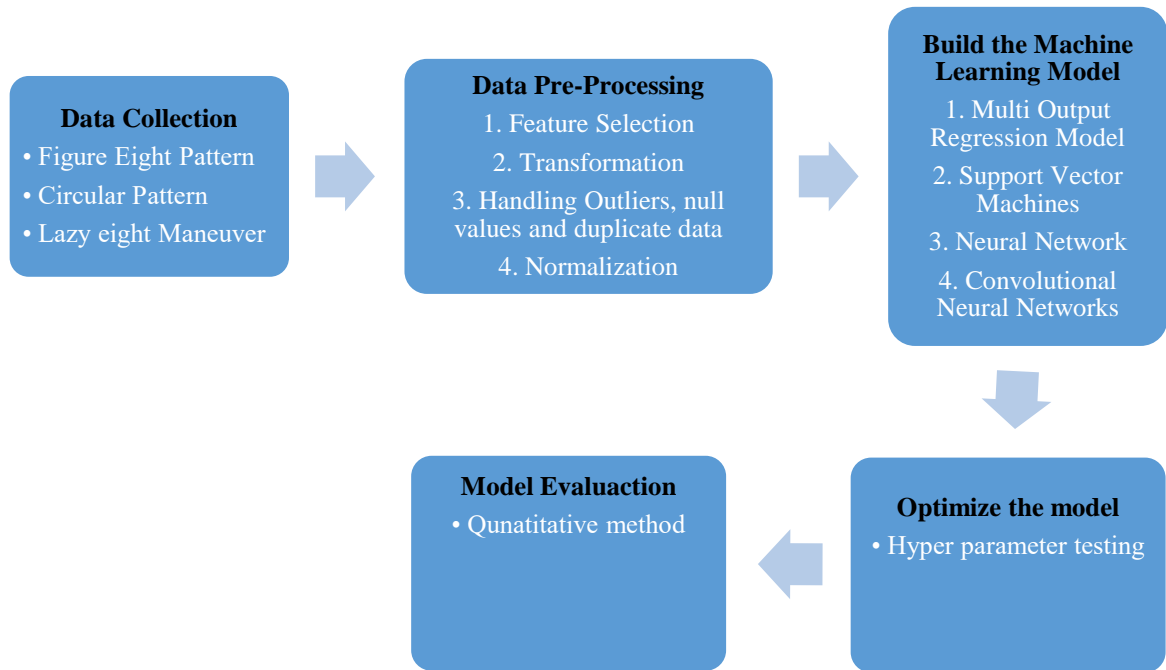 Data Collection
• Figure Eight Pattern
• Circular Pattern
• Lazy eight Maneuver
Data Pre-Processing
1. Feature Selection
2. Transformation
3. Handling Outliers, null
values and duplicate data
4. Normalization
Build the Machine
Learning Model
1. Multi Output
Regression Model
2. Support Vector
Machines
3. Neural Network
4. Convolutional
Neural Networks
Optimize the model
• Hyper parameter testing
Model Evaluaction
• Qunatitative method